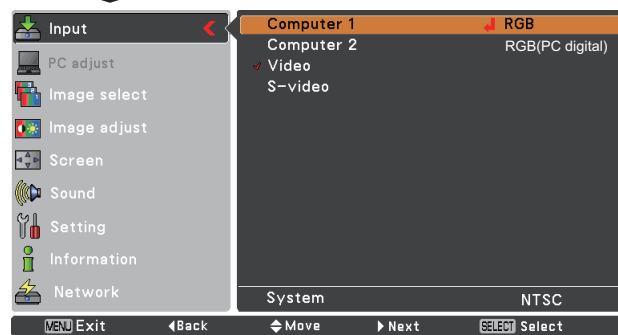 Input
PC adjust
Image select
Image adjust
Screen
Sound
Setting
Information
Network
Computer 1 RGB
Computer 2 RGB(PC digital)
Video
S-video
System NTSC
MENU Exit Back Move Next SELECT Select